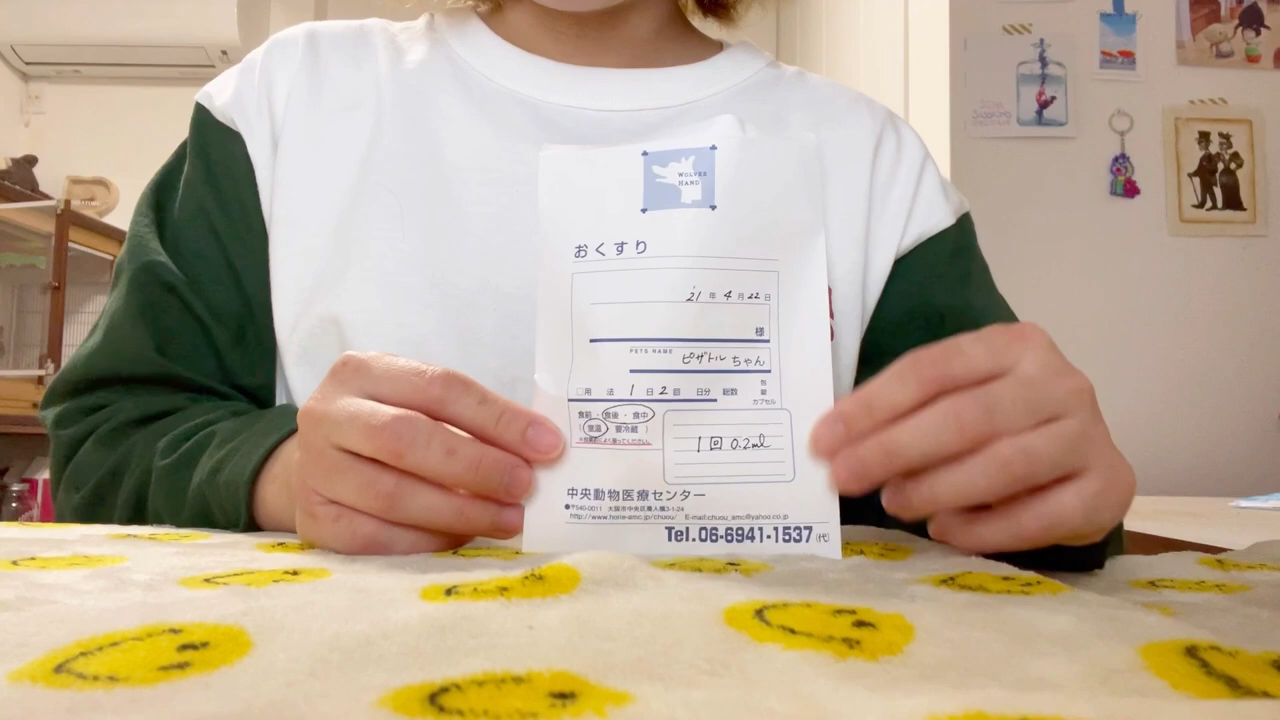 WOLVES
HAND
おくすり
'21 年 4 月 22 日
様
PETS NAME ピザトル ちゃん
□用 法 1 日 2 回 日分 総数 包 錠 カプセル
食前・食後・食中
( 室温 要冷蔵 )
1回 0.2ml
中央動物医療センター
●〒540-0011 大阪市中央区農人橋3-1-24
http://www.hone-amc.jp/chuou/ E-mail:chuou_amc@yahoo.co.jp
Tel.06-6941-1537 (代)